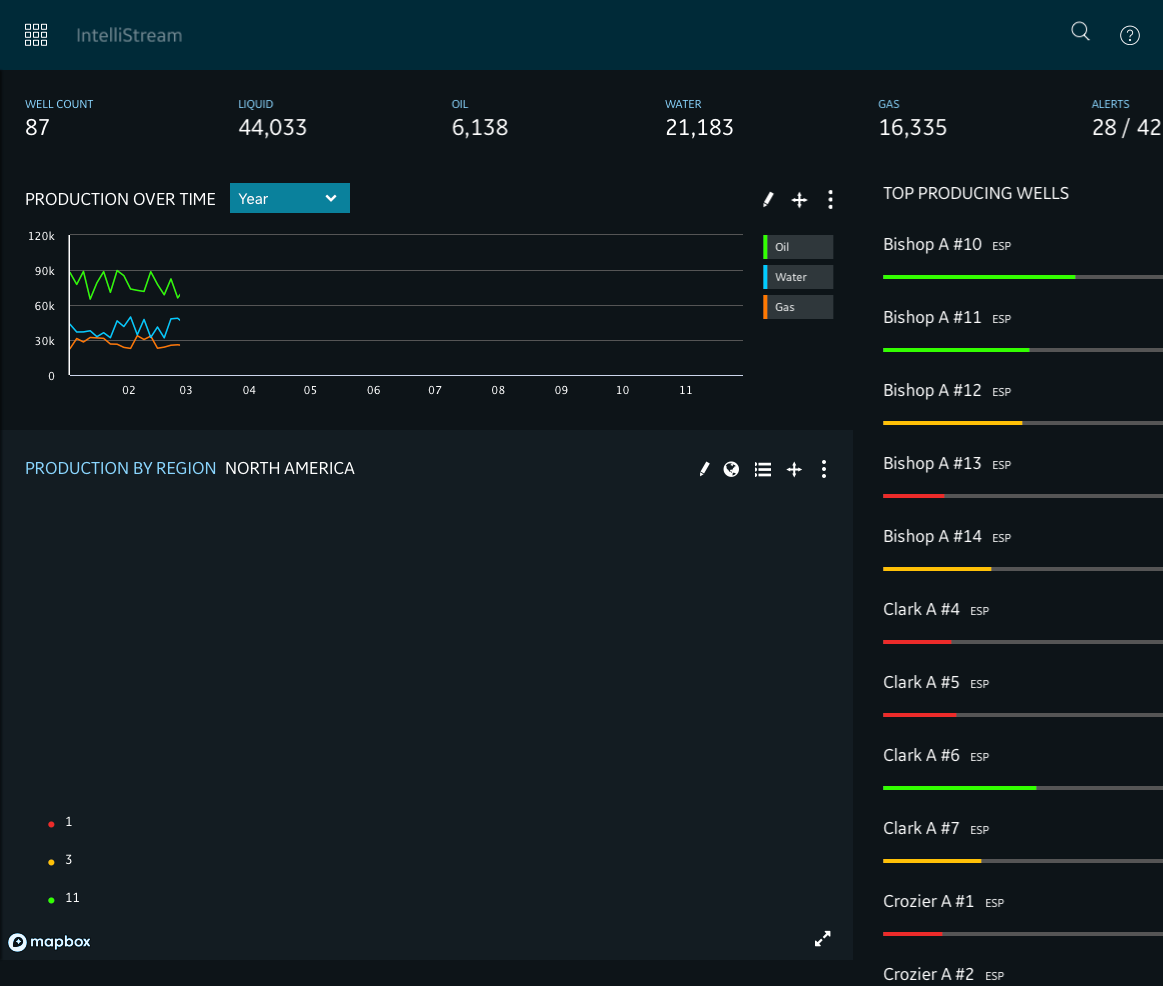 IntelliStream
?
WELL COUNT
87
LIQUID
44,033
OIL
6,138
WATER
21,183
GAS
16,335
ALERTS
28 / 42
PRODUCTION OVER TIME
Year
120k
90k
60k
30k
0
02 03 04 05 06 07 08 09 10 11
Oil
Water
Gas
PRODUCTION BY REGION NORTH AMERICA
1
3
11
mapbox
TOP PRODUCING WELLS
Bishop A #10 ESP
Bishop A #11 ESP
Bishop A #12 ESP
Bishop A #13 ESP
Bishop A #14 ESP
Clark A #4 ESP
Clark A #5 ESP
Clark A #6 ESP
Clark A #7 ESP
Crozier A #1 ESP
Crozier A #2 ESP